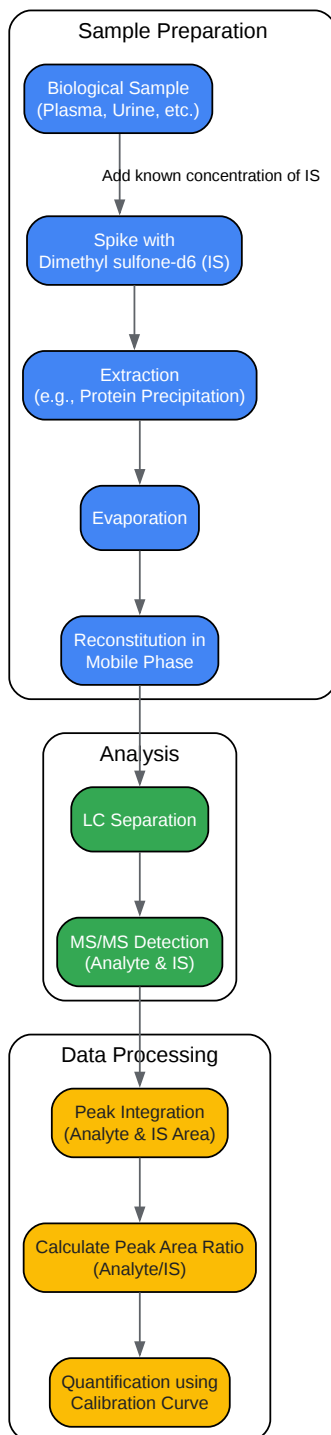 Sample Preparation
Biological Sample
(Plasma, Urine, etc.)
Add known concentration of IS
Spike with
Dimethyl sulfone-d6 (IS)
Extraction
(e.g., Protein Precipitation)
Evaporation
Reconstitution in
Mobile Phase
Analysis
LC Separation
MS/MS Detection
(Analyte & IS)
Data Processing
Peak Integration
(Analyte & IS Area)
Calculate Peak Area Ratio
(Analyte/IS)
Quantification using
Calibration Curve